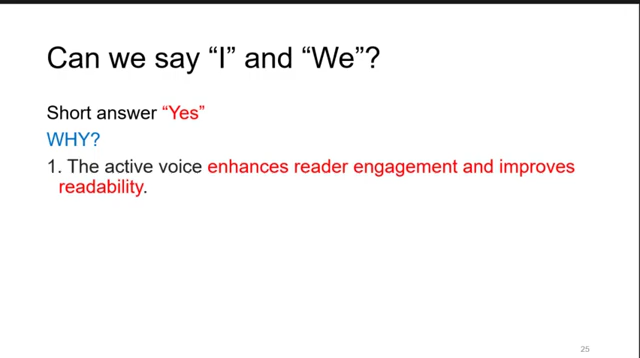 Can we say “I” and “We”?
Short answer “Yes”
WHY?
1. The active voice enhances reader engagement and improves
readability.
25